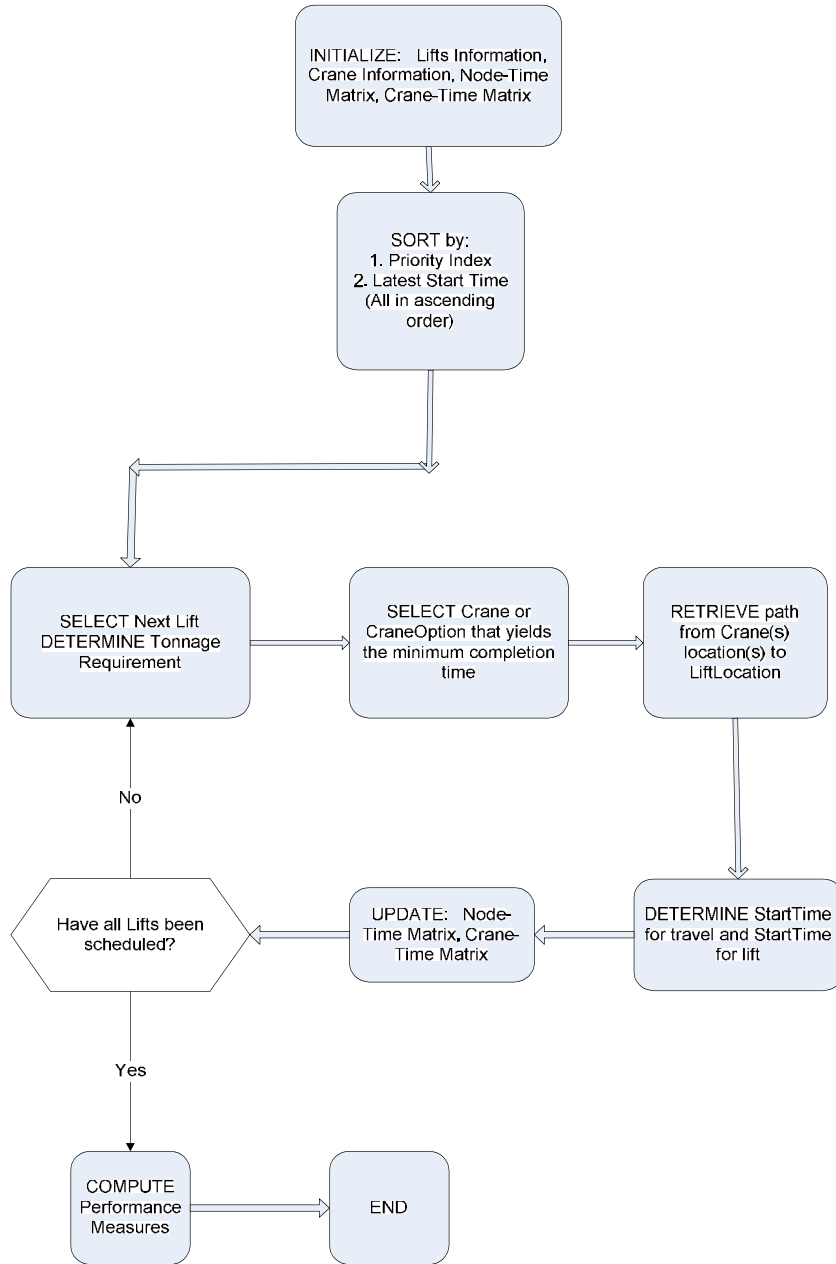 INITIALIZE: Lifts Information,
Crane Information, Node-Time
Matrix, Crane-Time Matrix
SORT by:
1. Priority Index
2. Latest Start Time
(All in ascending
order)
SELECT Next Lift
DETERMINE Tonnage
Requirement
SELECT Crane or
CraneOption that yields
the minimum completion
time
RETRIEVE path
from Crane(s)
location(s) to
LiftLocation
DETERMINE StartTime
for travel and StartTime
for lift
UPDATE: Node-
Time Matrix, Crane-
Time Matrix
Have all Lifts been
scheduled?
No
Yes
COMPUTE
Performance
Measures
END